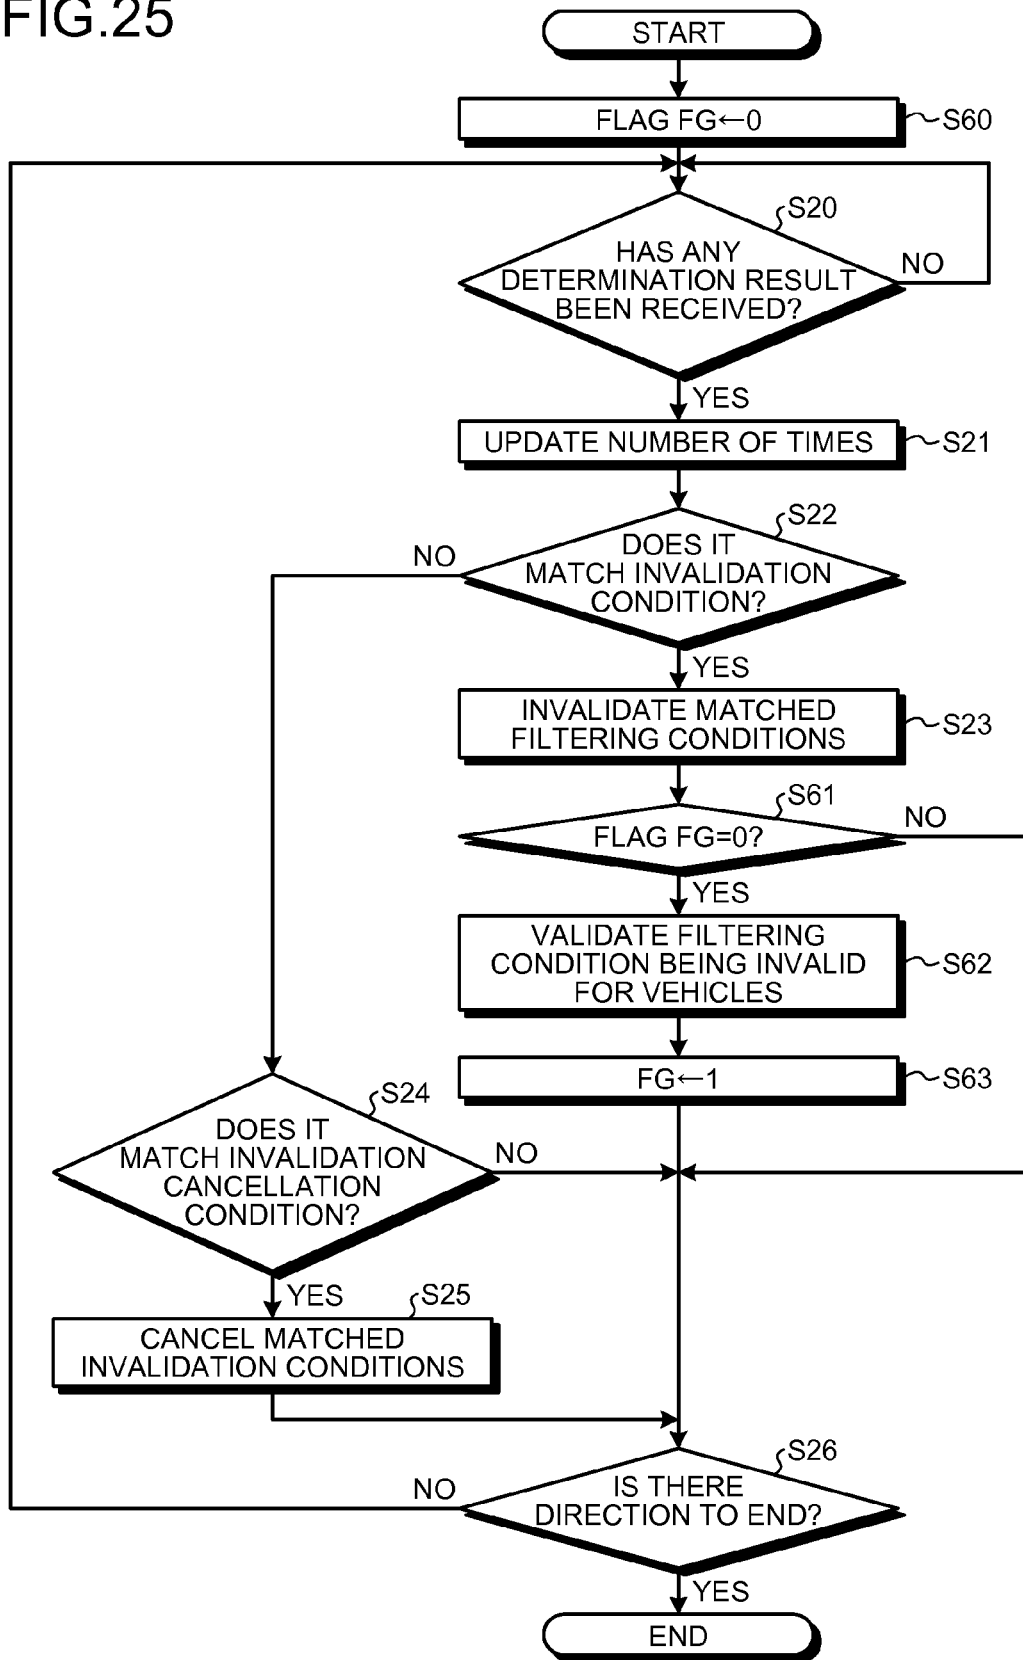 FIG.25
START
FLAG FG←0
S60
S20
HAS ANY
DETERMINATION RESULT
BEEN RECEIVED?
NO
YES
UPDATE NUMBER OF TIMES
S21
S22
NO
DOES IT
MATCH INVALIDATION
CONDITION?
YES
INVALIDATE MATCHED
FILTERING CONDITIONS
S23
S61
NO
FLAG FG=0?
YES
VALIDATE FILTERING
CONDITION BEING INVALID
FOR VEHICLES
S62
FG←1
S63
S24
DOES IT
MATCH INVALIDATION
CANCELLATION
CONDITION?
NO
YES
S25
CANCEL MATCHED
INVALIDATION CONDITIONS
S26
NO
IS THERE
DIRECTION TO END?
YES
END